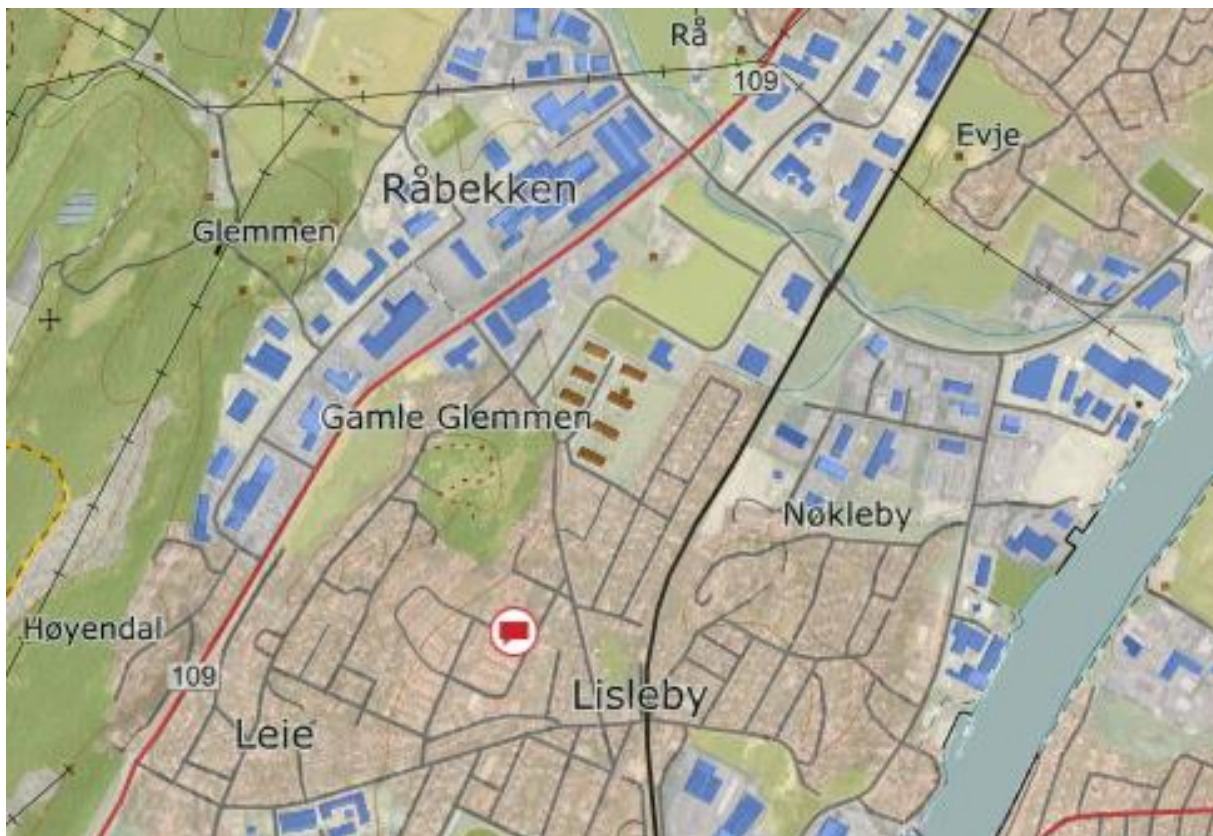 Rå
109
Evje
Råbekken
Glemmen
Gamle Glemmen
Nøkleby
Høyendal
109
Lisleby
Leie